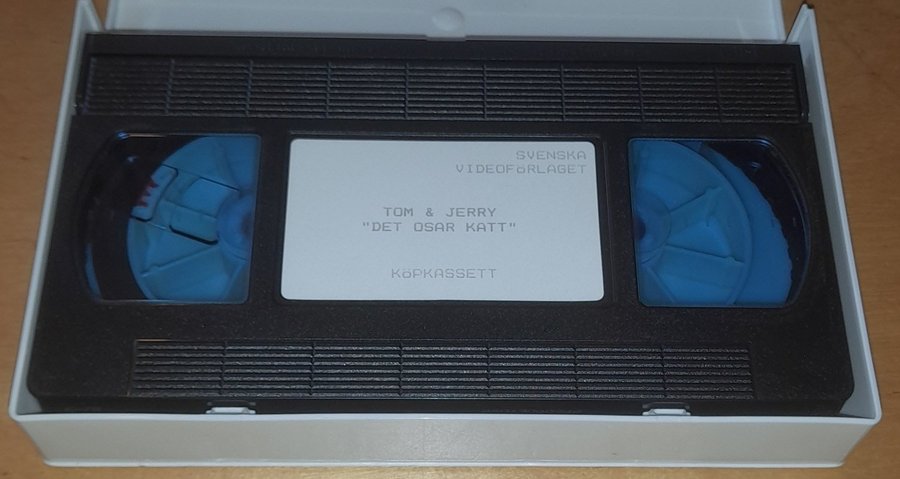 SVENSKA
VIDEOFÖRLAGET
TOM & JERRY
"DET OSAR KATT"
KÖPKASSETT